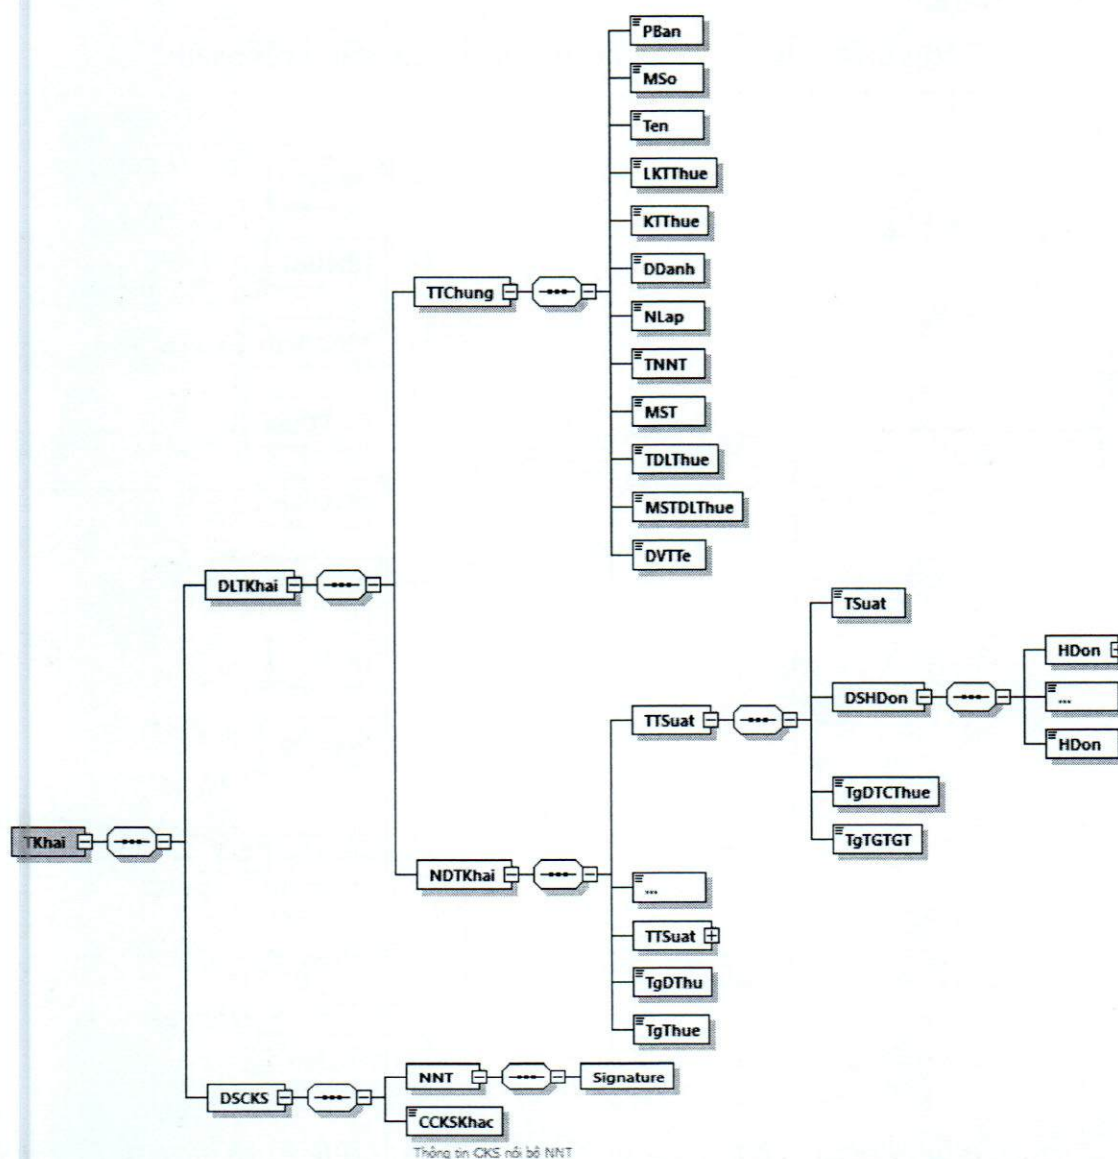 PBan
MSo
Ten
LKTThue
KTThue
DDanh
TTChung
NLap
TNNT
MST
TDLThue
MSTDLThue
DVTTe
DLTKhai
TSuat
HDon
DSHDon
...
TTSuat
HDon
TgDTCThue
TKhai
TgTGTGT
NDTKhai
...
TTSuat
TgDThu
TgThue
NNT
Signature
DSCKS
CCKSKhac
Thông tin CKS nội bộ NNT